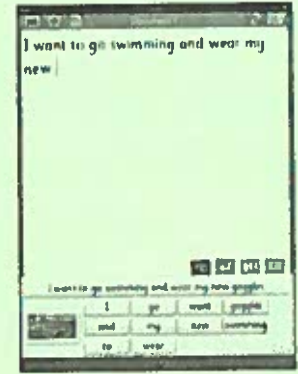 I want to go swimming and wear my
new
I want to go swimming and wear my new goggles
I go want goggles
and my new swimming
to wear